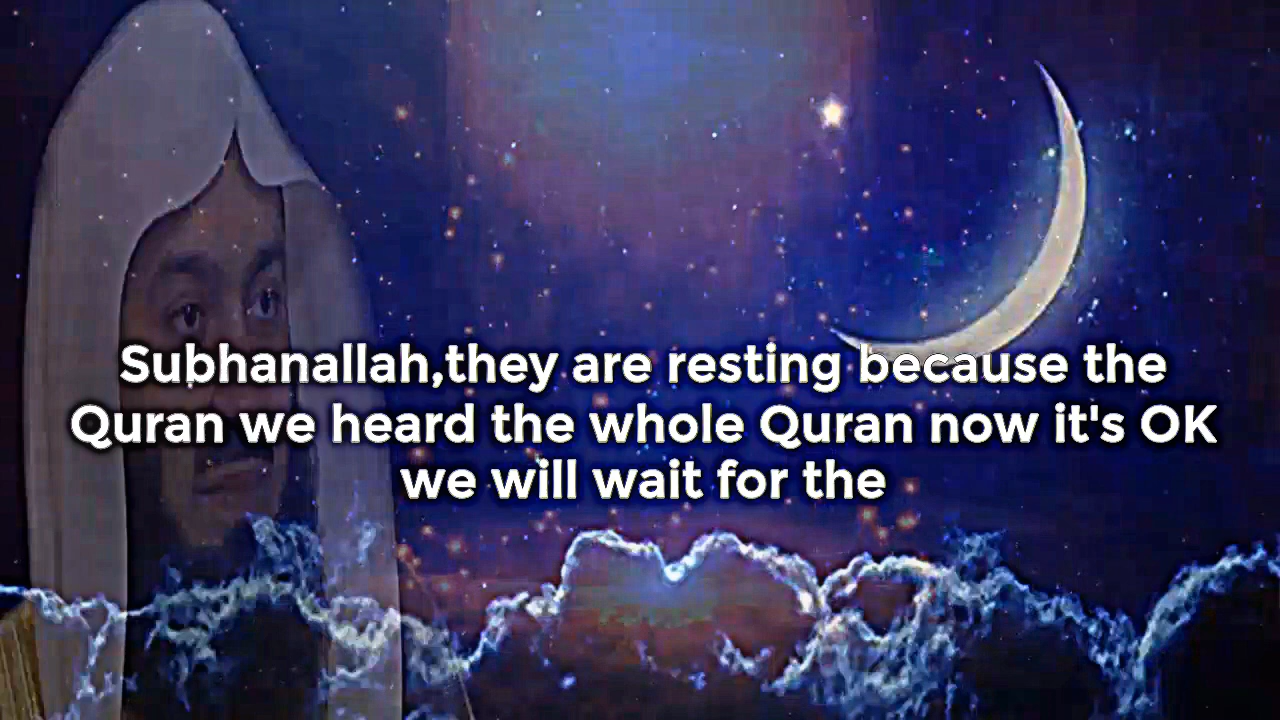 Subhanallah,they are resting because the
Quran we heard the whole Quran now it's OK
we will wait for the